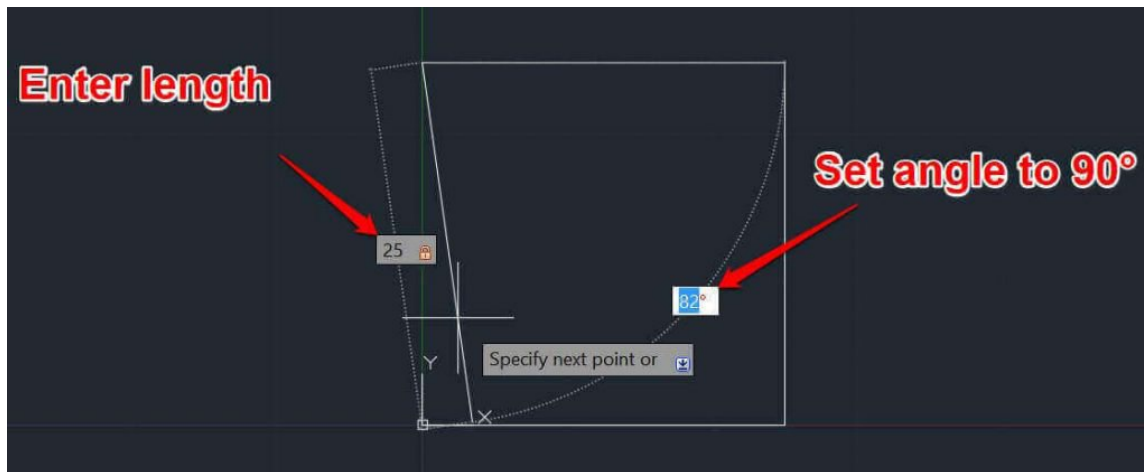 Enter length
Set angle to 90°
25
82°
Specify next point or
Y
X